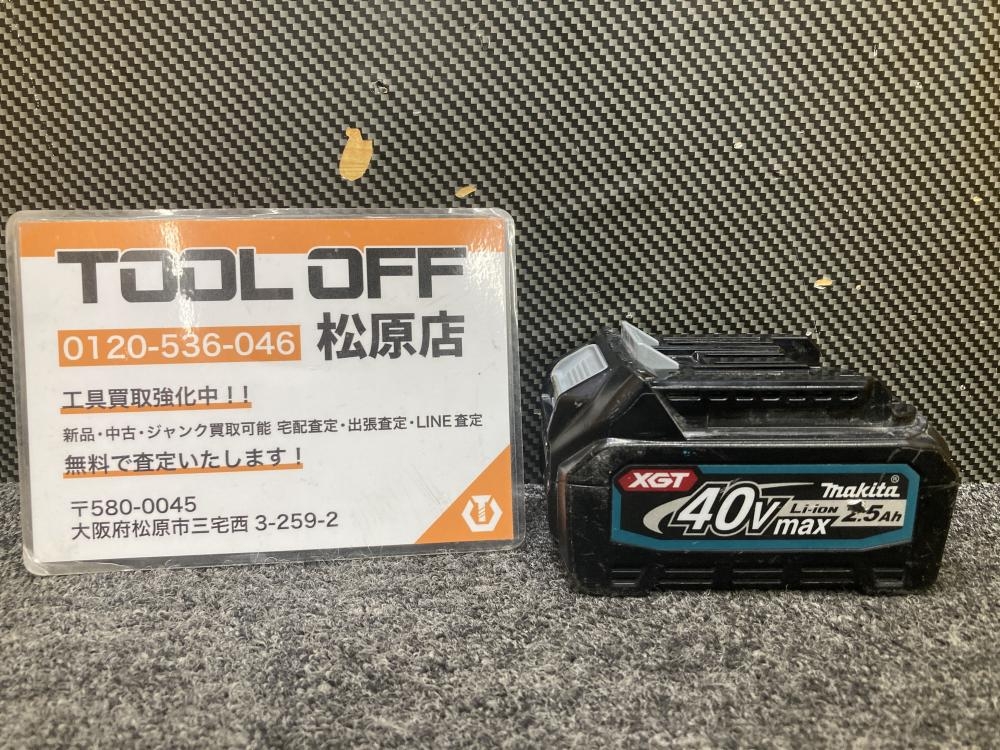 TOOL OFF
0120-536-046 松原店
工具買取強化中!!
新品・中古・ジャンク買取可能 宅配査定・出張査定・LINE査定
無料で査定いたします!
〒580-0045
大阪府松原市三宅西 3-259-2
XGT
makita®
40Vmax
Li-ion 2.5Ah